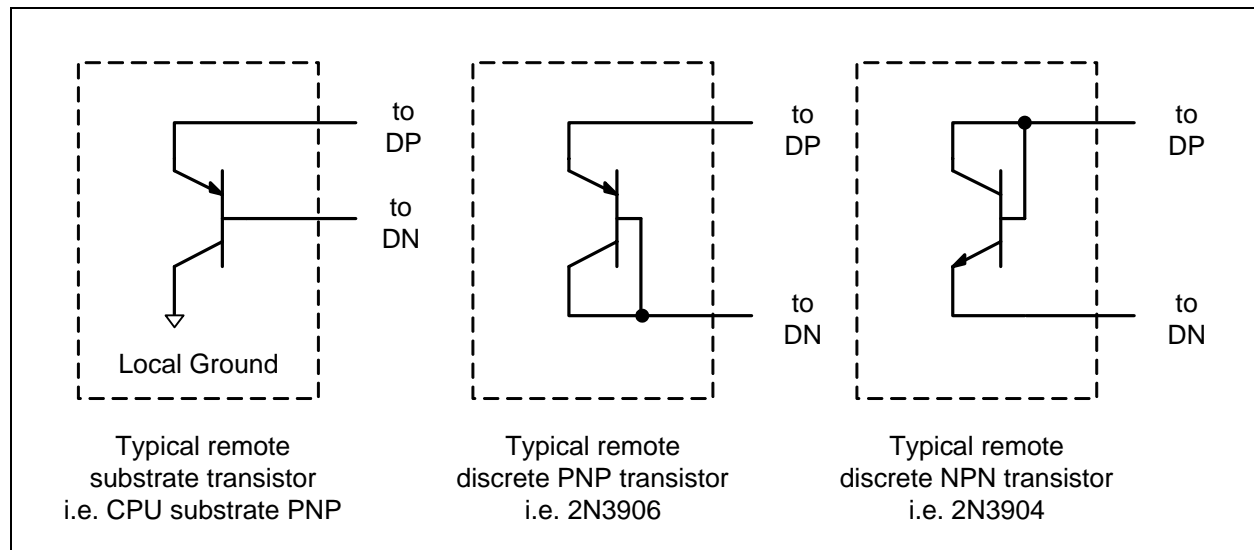 to
DP
to
DN
Local Ground
Typical remote
substrate transistor
i.e. CPU substrate PNP
to
DP
to
DN
Typical remote
discrete PNP transistor
i.e. 2N3906
to
DP
to
DN
Typical remote
discrete NPN transistor
i.e. 2N3904